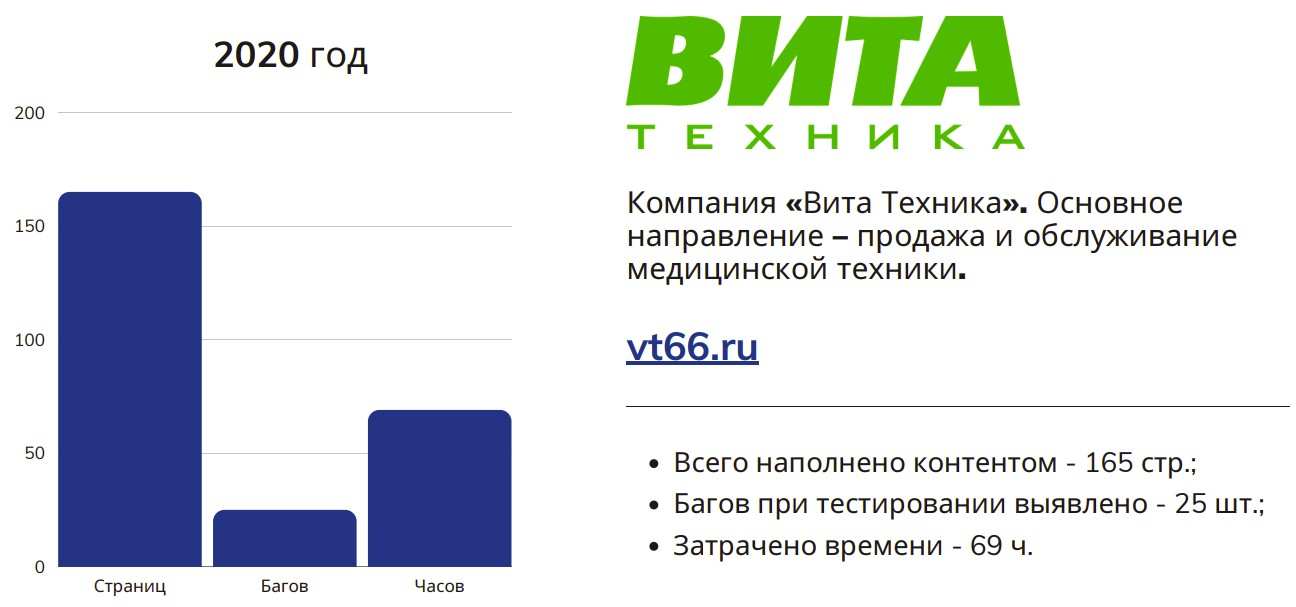 2020 год
200
150
100
50
0
Страниц
Багов
Часов
ВИТА
ТЕХНИКА
Компания «Вита Техника». Основное
направление – продажа и обслуживание
медицинской техники.
vt66.ru
• Всего наполнено контентом - 165 стр.;
• Багов при тестировании выявлено - 25 шт.;
• Затрачено времени - 69 ч.